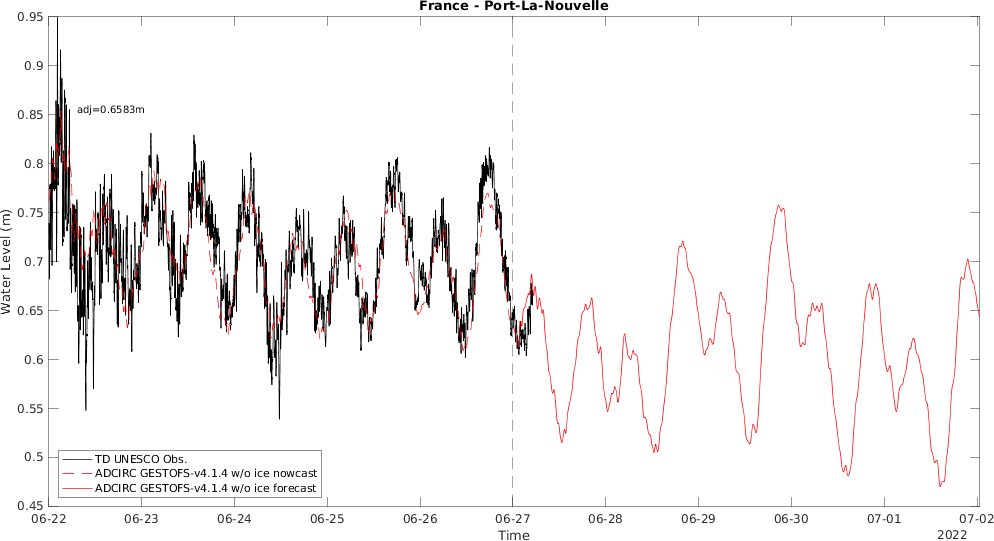 France - Port-La-Nouvelle
0.95
0.9
0.85
0.8
0.75
0.7
0.65
0.6
0.55
0.5
0.45
Water Level (m)
adj=0.6583m
TD UNESCO Obs.
ADCIRC GESTOFS-v4.1.4 w/o ice nowcast
ADCIRC GESTOFS-v4.1.4 w/o ice forecast
06-22 06-23 06-24 06-25 06-26 06-27 06-28 06-29 06-30 07-01 07-02
Time
2022